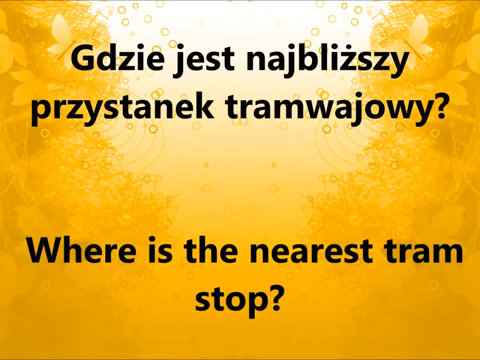 Gdzie jest najbliższy
przystanek tramwajowy?
Where is the nearest tram
stop?